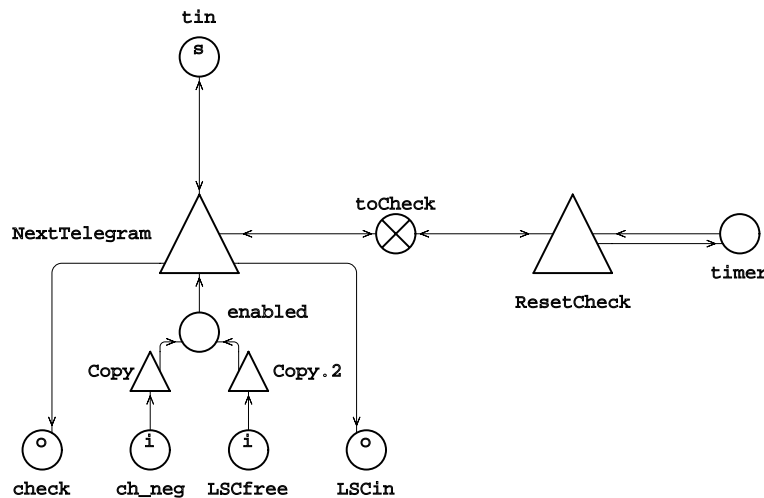 tin
s
toCheck
NextTelegram
timer
ResetCheck
enabled
Copy
Copy.2
o
i
i
o
check
ch_neg
LSCfree
LSCin